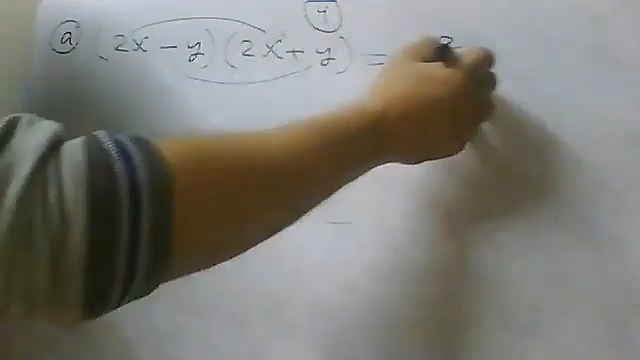 4
a (2x - y)(2x + y) =